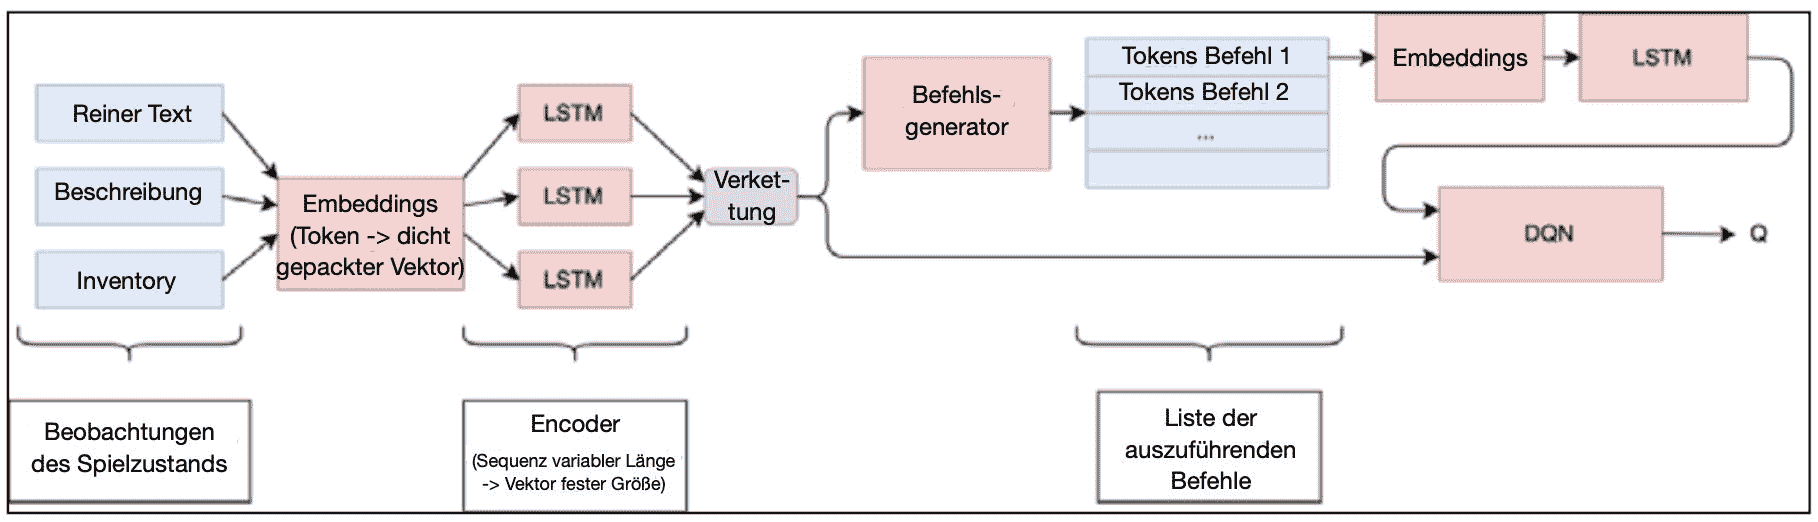 Reiner Text
Beschreibung
Inventory
Embeddings
(Token -> dicht
gepackter Vektor)
LSTM
LSTM
LSTM
Verket-
tung
Befehls-
generator
Tokens Befehl 1
Tokens Befehl 2
...
Embeddings
LSTM
DQN
Q
Beobachtungen
des Spielzustands
Encoder
(Sequenz variabler Länge
-> Vektor fester Größe)
Liste der
auszuführenden
Befehle